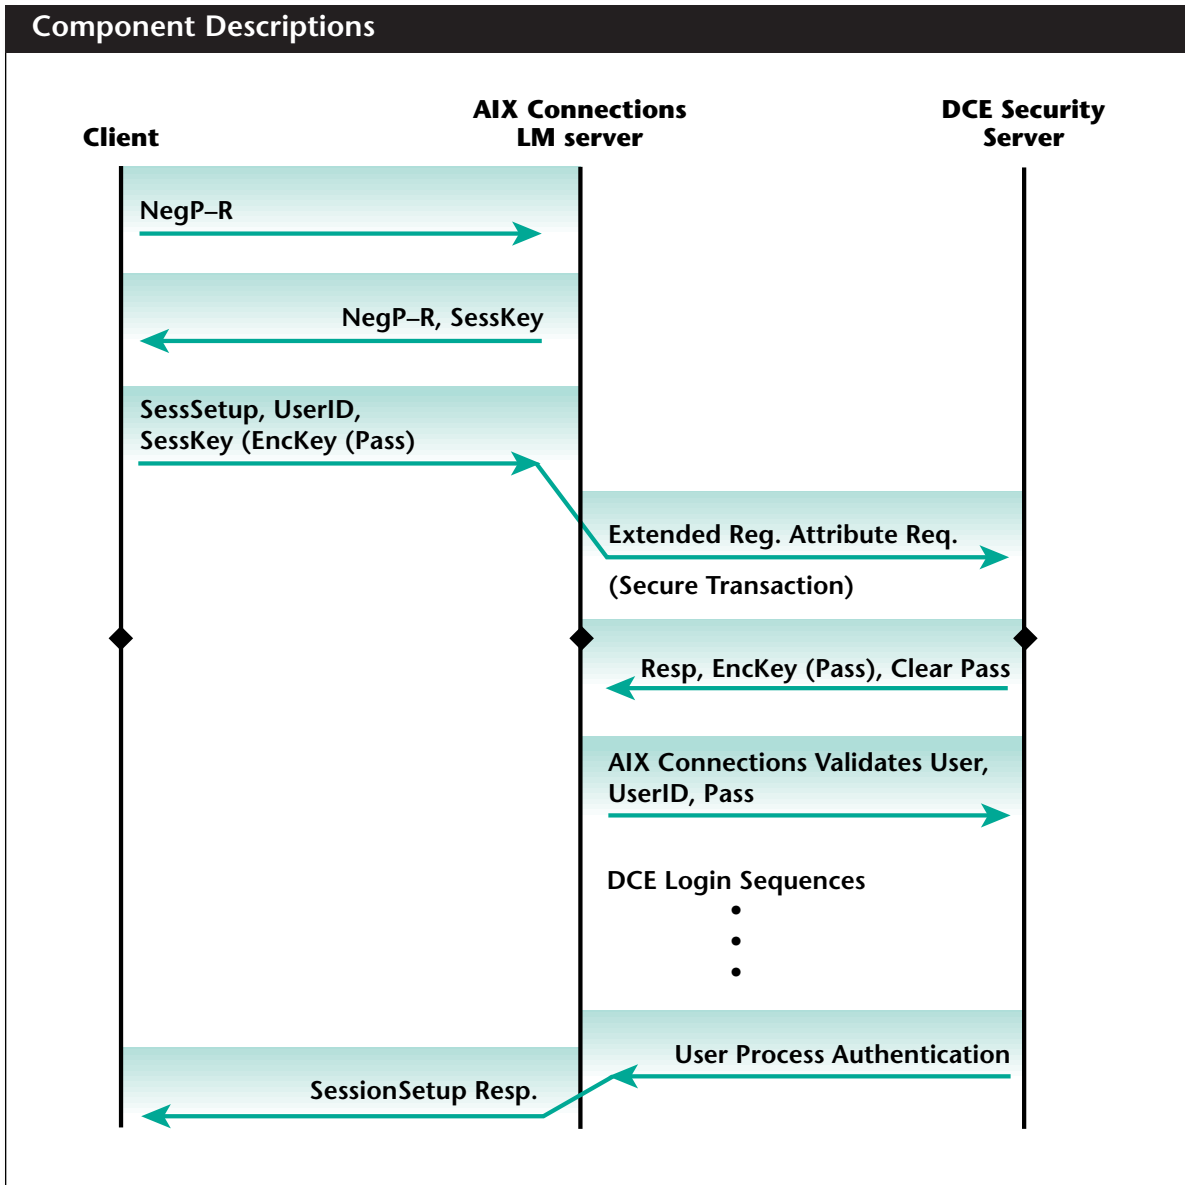 Component Descriptions
Client
AIX Connections
LM server
DCE Security
Server
NegP–R
NegP–R, SessKey
SessSetup, UserID,
SessKey (EncKey (Pass)
Extended Reg. Attribute Req.
(Secure Transaction)
Resp, EncKey (Pass), Clear Pass
AIX Connections Validates User,
UserID, Pass
DCE Login Sequences
User Process Authentication
SessionSetup Resp.